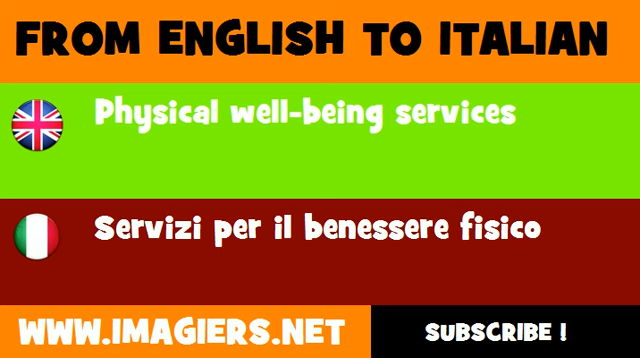 FROM ENGLISH TO ITALIAN
Physical well-being services
Servizi per il benessere fisico
WWW.IMAGIERS.NET
SUBSCRIBE !